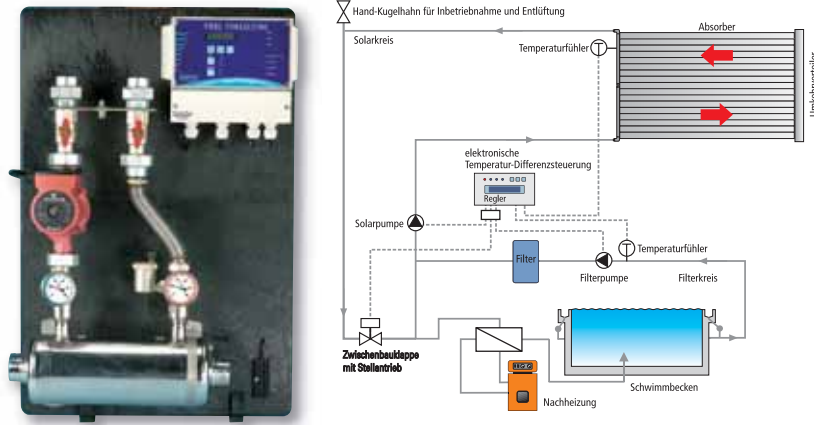 Hand-Kugelhahn für Inbetriebnahme und Entlüftung
Solarkreis
Absorber
Temperaturfühler
Umkehrverteiler
elektronische
Temperatur-Differenzsteuerung
Regler
Solarpumpe
Filter
Temperaturfühler
Filterpumpe
Filterkreis
Zwischenbauklappe
mit Stellantrieb
Schwimmbecken
Nachheizung